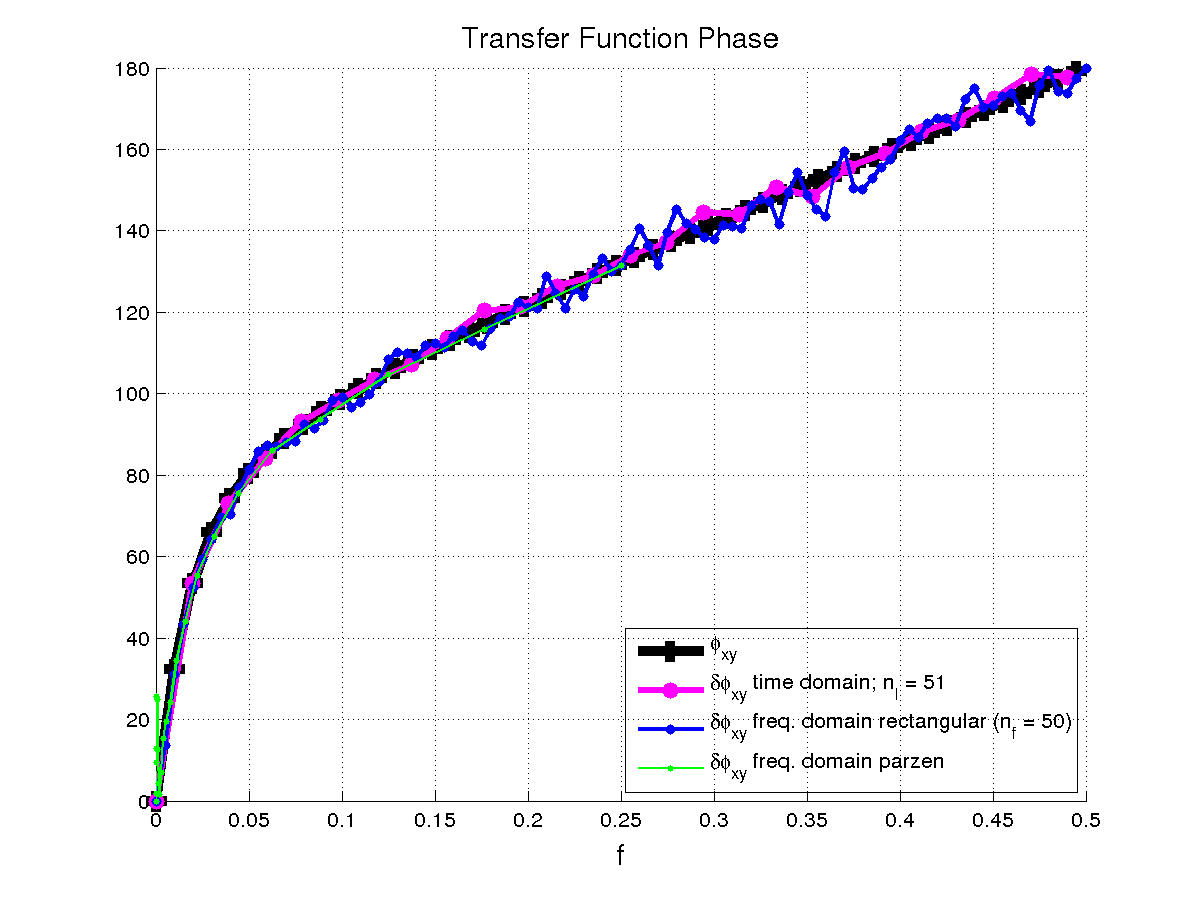 Transfer Function Phase
180
160
140
120
100
80
60
40
20
0
0 0.05 0.1 0.15 0.2 0.25 0.3 0.35 0.4 0.45 0.5
f
ϕxy
δϕxy time domain; nl = 51
δϕxy freq. domain rectangular (nf = 50)
δϕxy freq. domain parzen